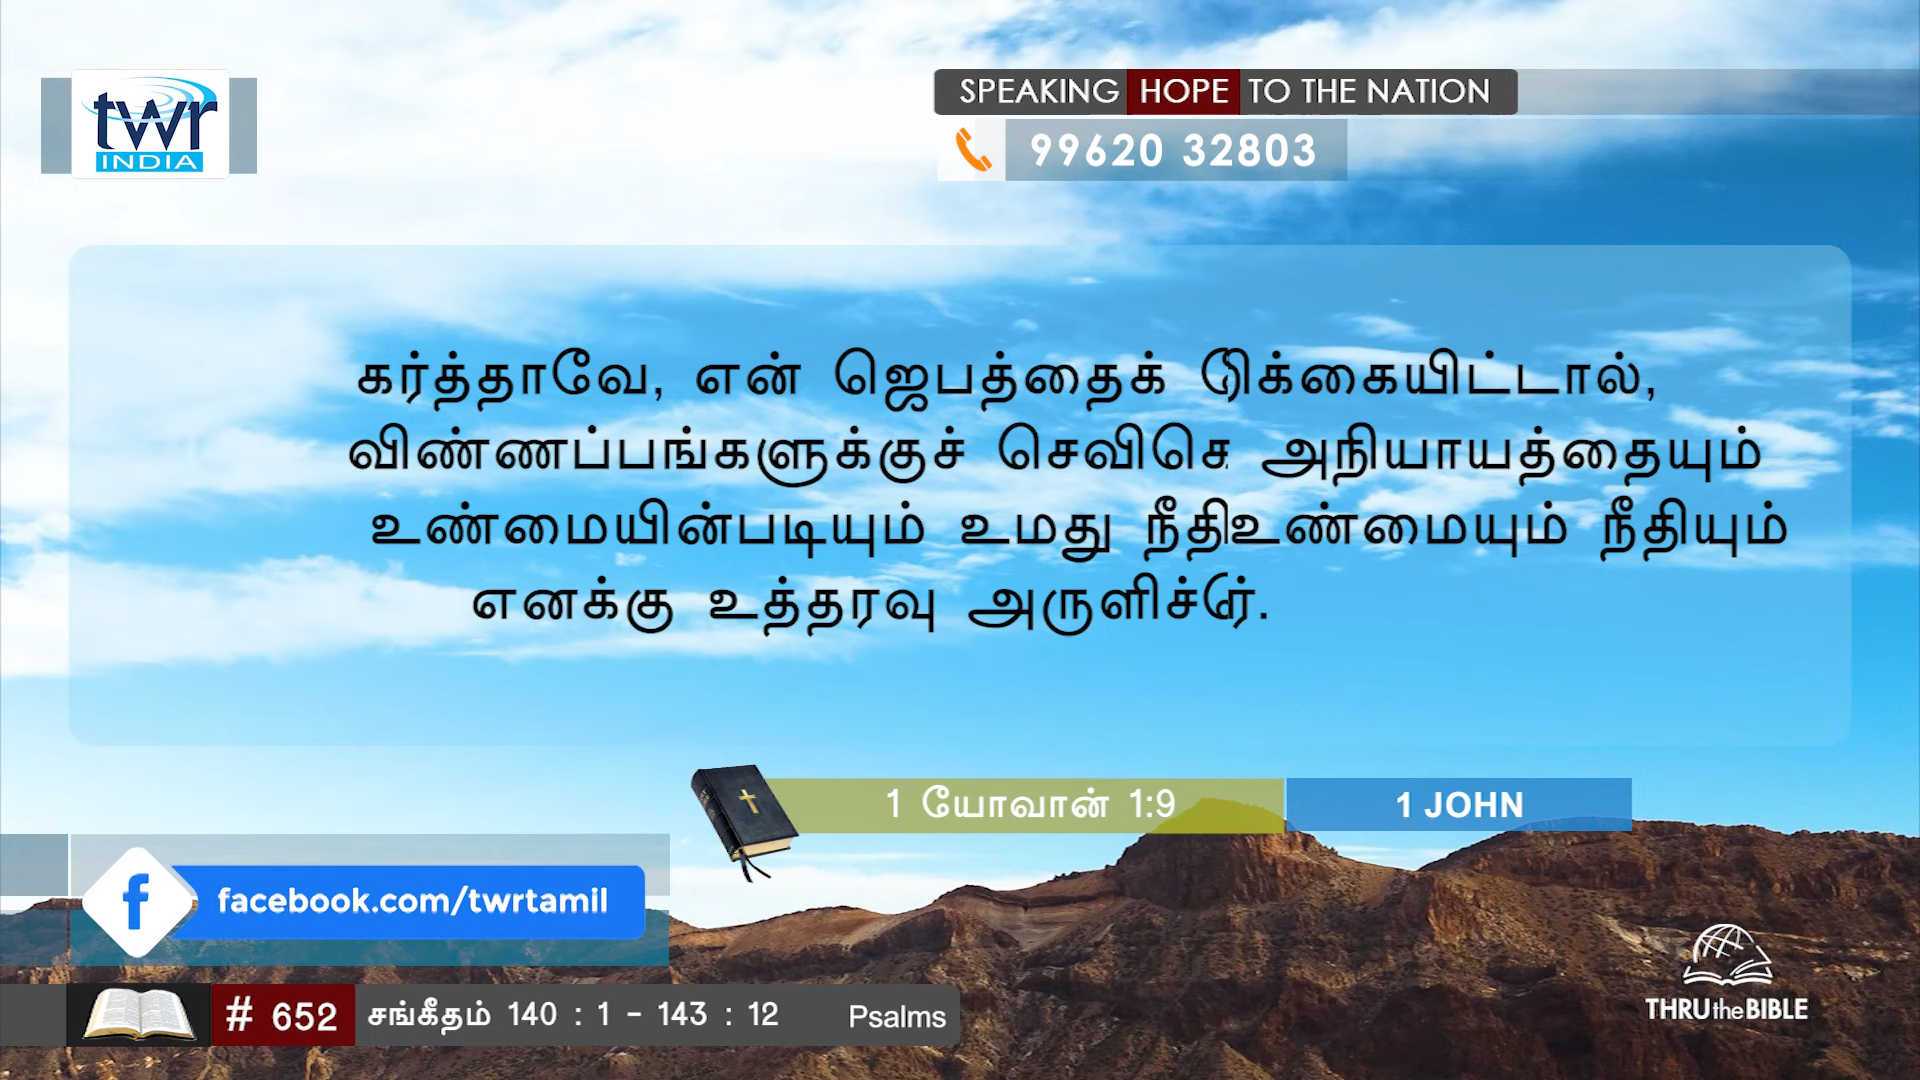 twr
INDIA
SPEAKING HOPE TO THE NATION
99620 32803
கர்த்தாவே, என் ஜெபத்தைக் கிக்கையிட்டால்,
விண்ணப்பங்களுக்குச் செவிசெ அநியாயத்தையும்
உண்மையின்படியும் உமது நீதிஉண்மையும் நீதியும்
எனக்கு உத்தரவு அருளிச்
1 யோவான் 1:9
1 JOHN
facebook.com/twrtamil
# 652 சங்கீதம் 140 : 1 - 143 : 12 Psalms
THRU the BIBLE